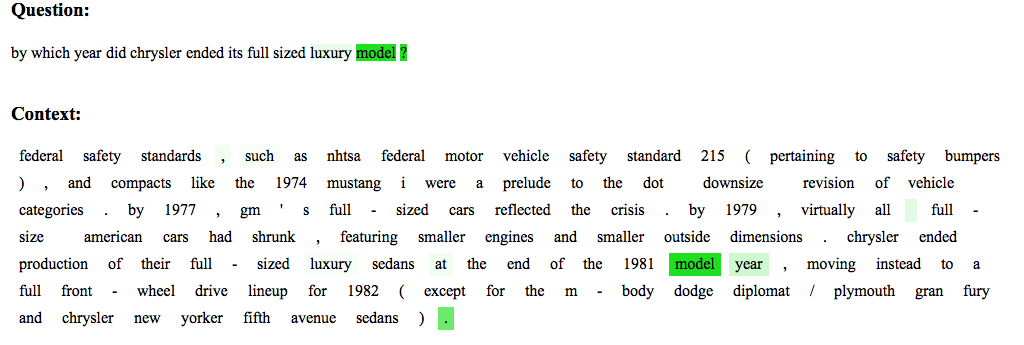 Question:
by which year did chrysler ended its full sized luxury model ?
Context:
federal safety standards , such as nhtsa federal motor vehicle safety standard 215 ( pertaining to safety bumpers
) , and compacts like the 1974 mustang i were a prelude to the dot downsize revision of vehicle
categories . by 1977 , gm ' s full - sized cars reflected the crisis . by 1979 , virtually all full -
size american cars had shrunk , featuring smaller engines and smaller outside dimensions . chrysler ended
production of their full - sized luxury sedans at the end of the 1981 model year , moving instead to a
full front - wheel drive lineup for 1982 ( except for the m - body dodge diplomat / plymouth gran fury
and chrysler new yorker fifth avenue sedans ) .